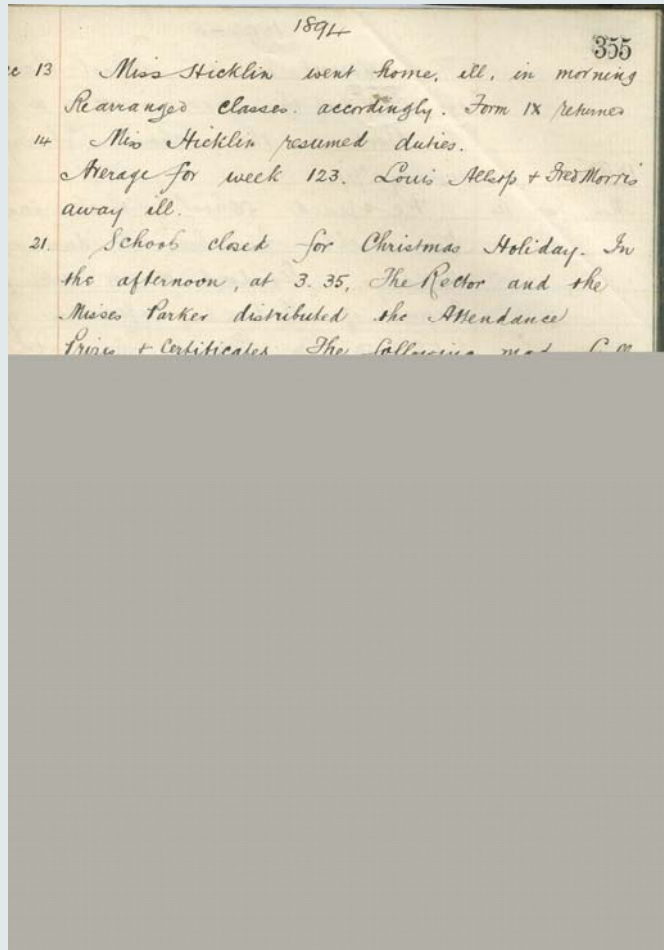 1894
355
13 Miss Hicklin went home, ill, in morning
Rearranged classes. accordingly. Form IX returned
14 Miss Hicklin resumed duties.
Average for week 123. Louis Allsop + Fred Morris
away ill.
21. School closed for Christmas Holiday. In
the afternoon, at 3.35, The Rector and the
Misses Parker distributed the Attendance
Prizes + Certificates. The following